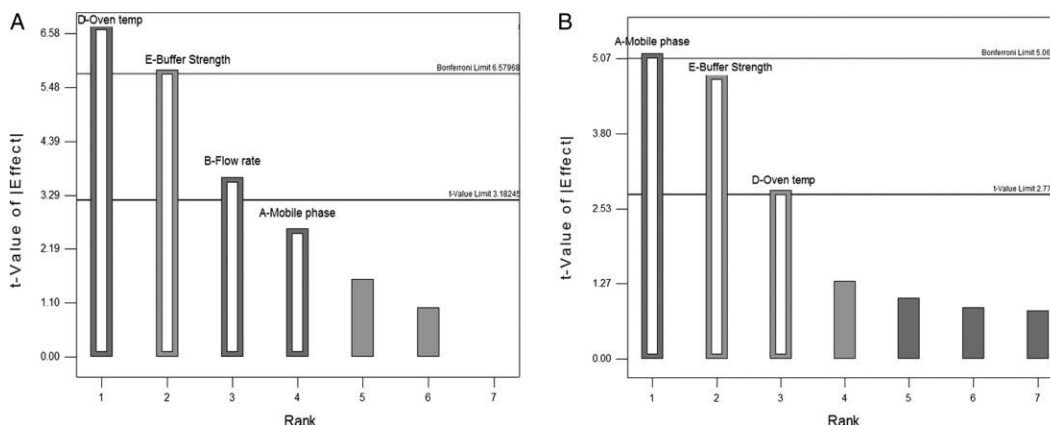 A
D-Oven temp
6.58
E-Buffer Strength
Bonferroni Limit 6.57968
5.48
4.39
B-Flow rate
3.29
t-Value Limit 3.18245
A-Mobile phase
2.19
1.10
0.00
t-Value of |Effect|
1 2 3 4 5 6 7
Rank
B
A-Mobile phase
5.07
Bonferroni Limit 5.06
E-Buffer Strength
3.80
D-Oven temp
t-Value Limit 2.77
2.53
1.27
0.00
t-Value of |Effect|
1 2 3 4 5 6 7
Rank